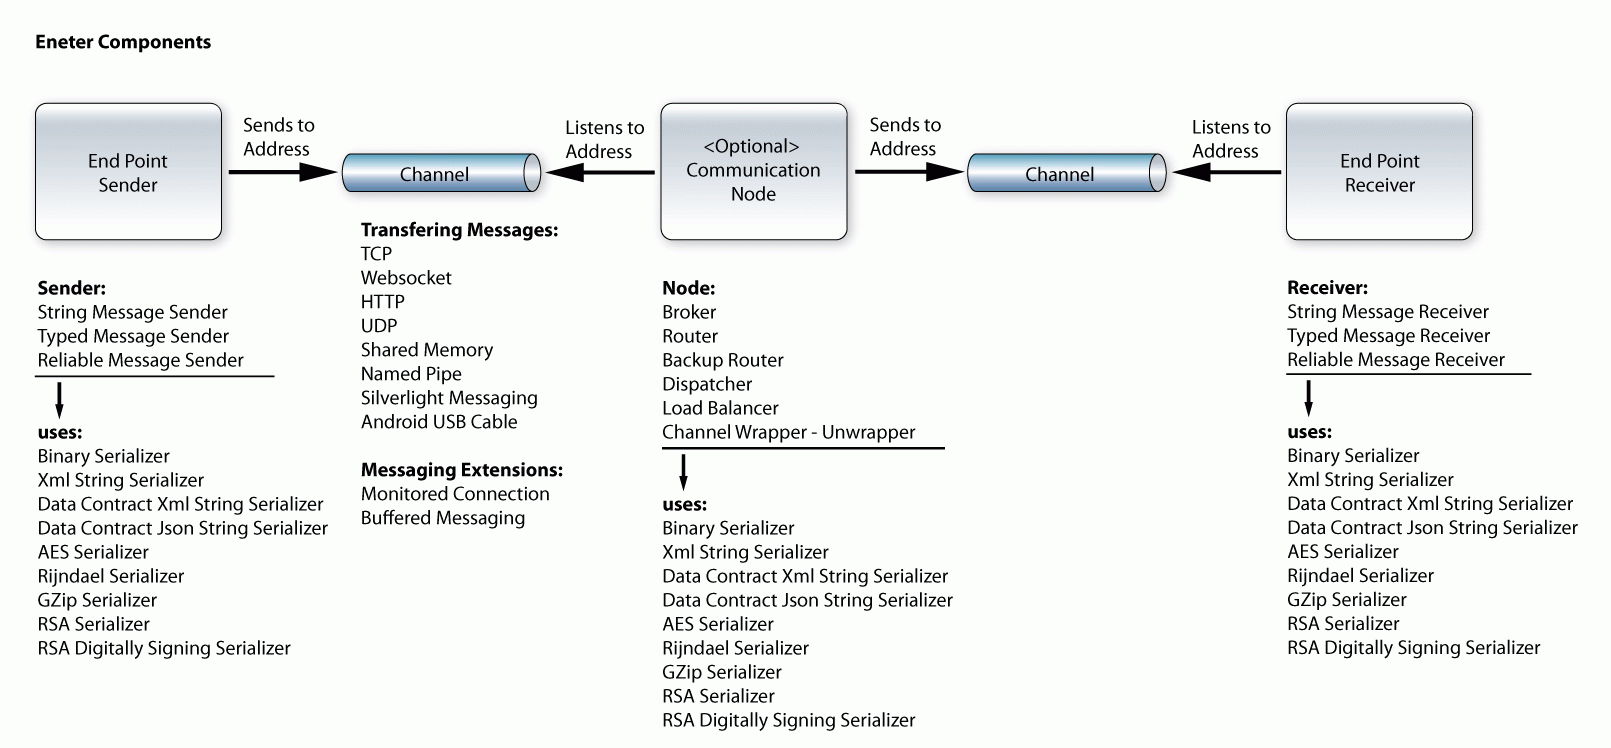 Eneter Components
End Point
Sender
Sends to
Address
Channel
Listens to
Address
<Optional>
Communication
Node
Sends to
Address
Channel
Listens to
Address
End Point
Receiver
Sender:
String Message Sender
Typed Message Sender
Reliable Message Sender
uses:
Binary Serializer
Xml String Serializer
Data Contract Xml String Serializer
Data Contract Json String Serializer
AES Serializer
Rijndael Serializer
GZip Serializer
RSA Serializer
RSA Digitally Signing Serializer
Transfering Messages:
TCP
Websocket
HTTP
UDP
Shared Memory
Named Pipe
Silverlight Messaging
Android USB Cable
Messaging Extensions:
Monitored Connection
Buffered Messaging
Node:
Broker
Router
Backup Router
Dispatcher
Load Balancer
Channel Wrapper - Unwrapper
uses:
Binary Serializer
Xml String Serializer
Data Contract Xml String Serializer
Data Contract Json String Serializer
AES Serializer
Rijndael Serializer
GZip Serializer
RSA Serializer
RSA Digitally Signing Serializer
Receiver:
String Message Receiver
Typed Message Receiver
Reliable Message Receiver
uses:
Binary Serializer
Xml String Serializer
Data Contract Xml String Serializer
Data Contract Json String Serializer
AES Serializer
Rijndael Serializer
GZip Serializer
RSA Serializer
RSA Digitally Signing Serializer